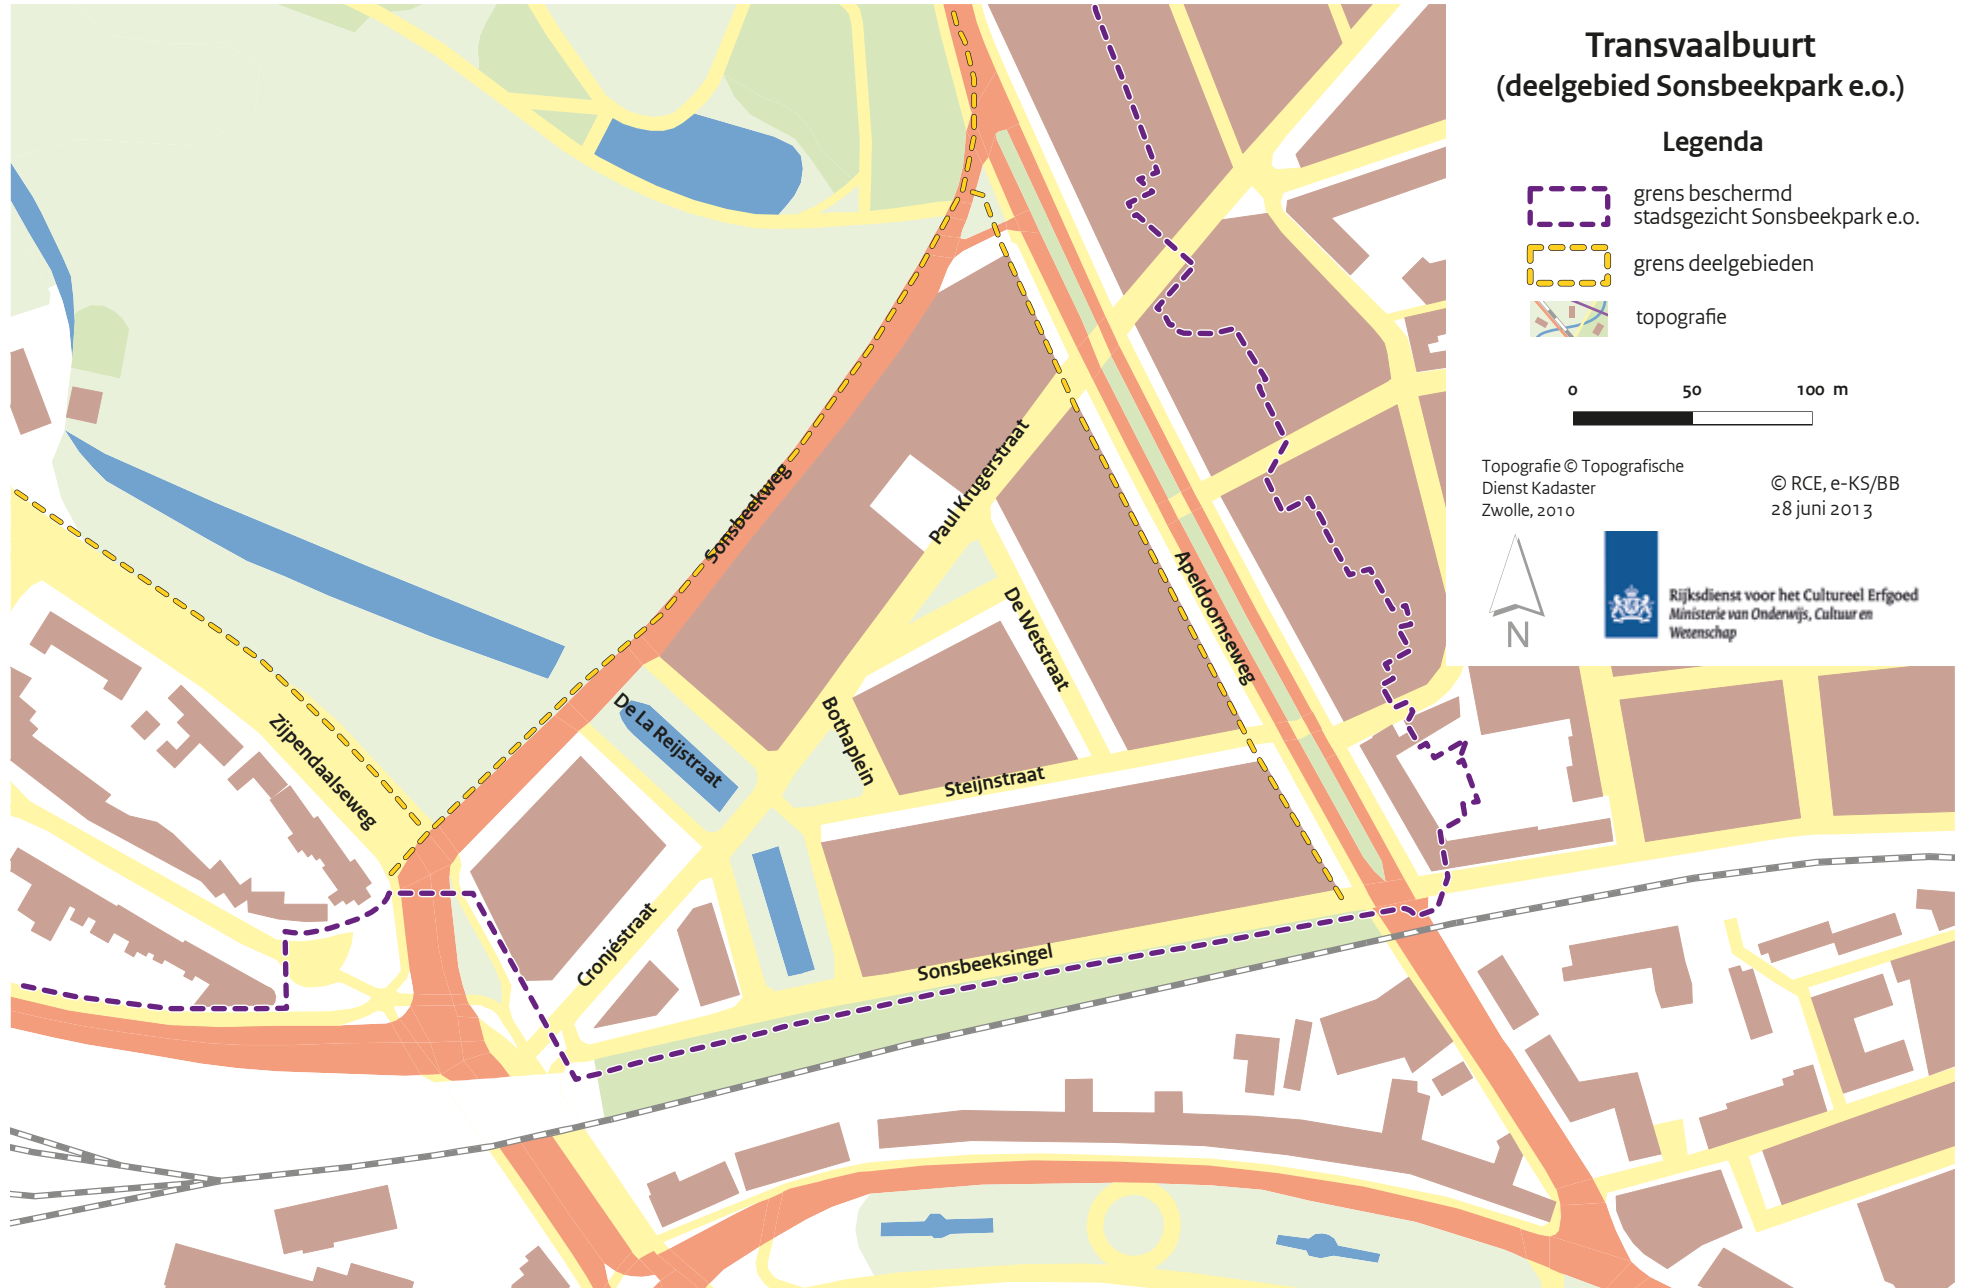 Transvaalbuurt
(deelgebied Sonsbeekpark e.o.)
Legenda
grens beschermd
stadsgezicht Sonsbeekpark e.o.
grens deelgebieden
topografie
0 50 100 m
Topografie © Topografische
Dienst Kadaster
Zwolle, 2010
© RCE, e-KS/BB
28 juni 2013
N
Rijksdienst voor het Cultureel Erfgoed
Ministerie van Onderwijs, Cultuur en
Wetenschap
Sonsbeekweg
Paul Krugerstraat
Apeldoornseweg
De Wetstraat
De La Reijstraat
Bothaplein
Zijpendaalseweg
Steijnstraat
Cronjéstraat
Sonsbeeksingel